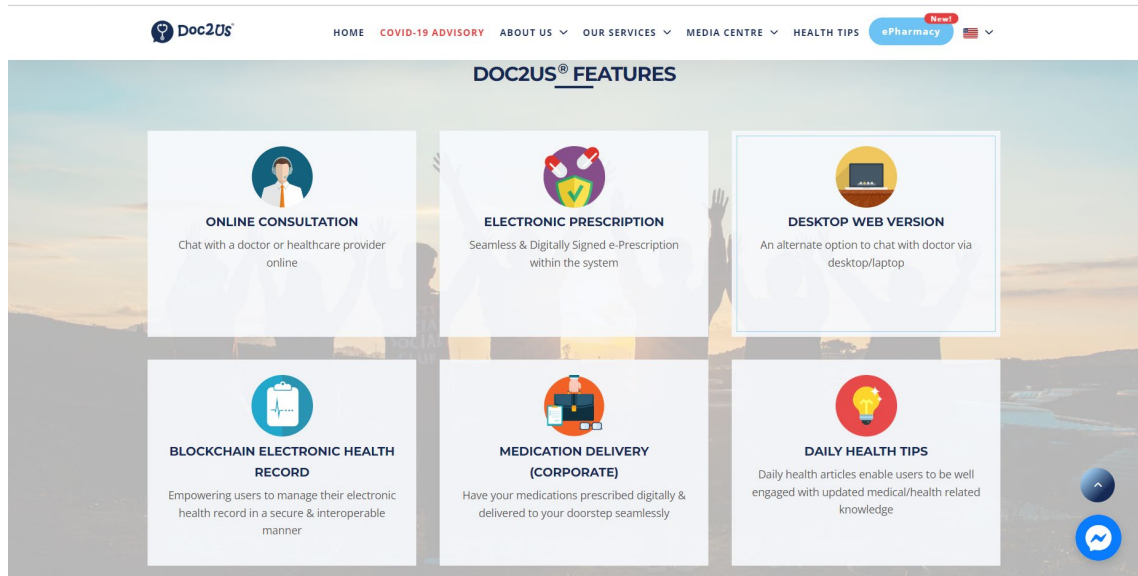 Doc2Us®
New!
HOME COVID-19 ADVISORY ABOUT US OUR SERVICES MEDIA CENTRE HEALTH TIPS ePharmacy
DOC2US® FEATURES
ONLINE CONSULTATION
Chat with a doctor or healthcare provider
online
ELECTRONIC PRESCRIPTION
Seamless & Digitally Signed e-Prescription
within the system
DESKTOP WEB VERSION
An alternate option to chat with doctor via
desktop/laptop
BLOCKCHAIN ELECTRONIC HEALTH
RECORD
Empowering users to manage their electronic
health record in a secure & interoperable
manner
MEDICATION DELIVERY
(CORPORATE)
Have your medications prescribed digitally &
delivered to your doorstep seamlessly
DAILY HEALTH TIPS
Daily health articles enable users to be well
engaged with updated medical/health related
knowledge